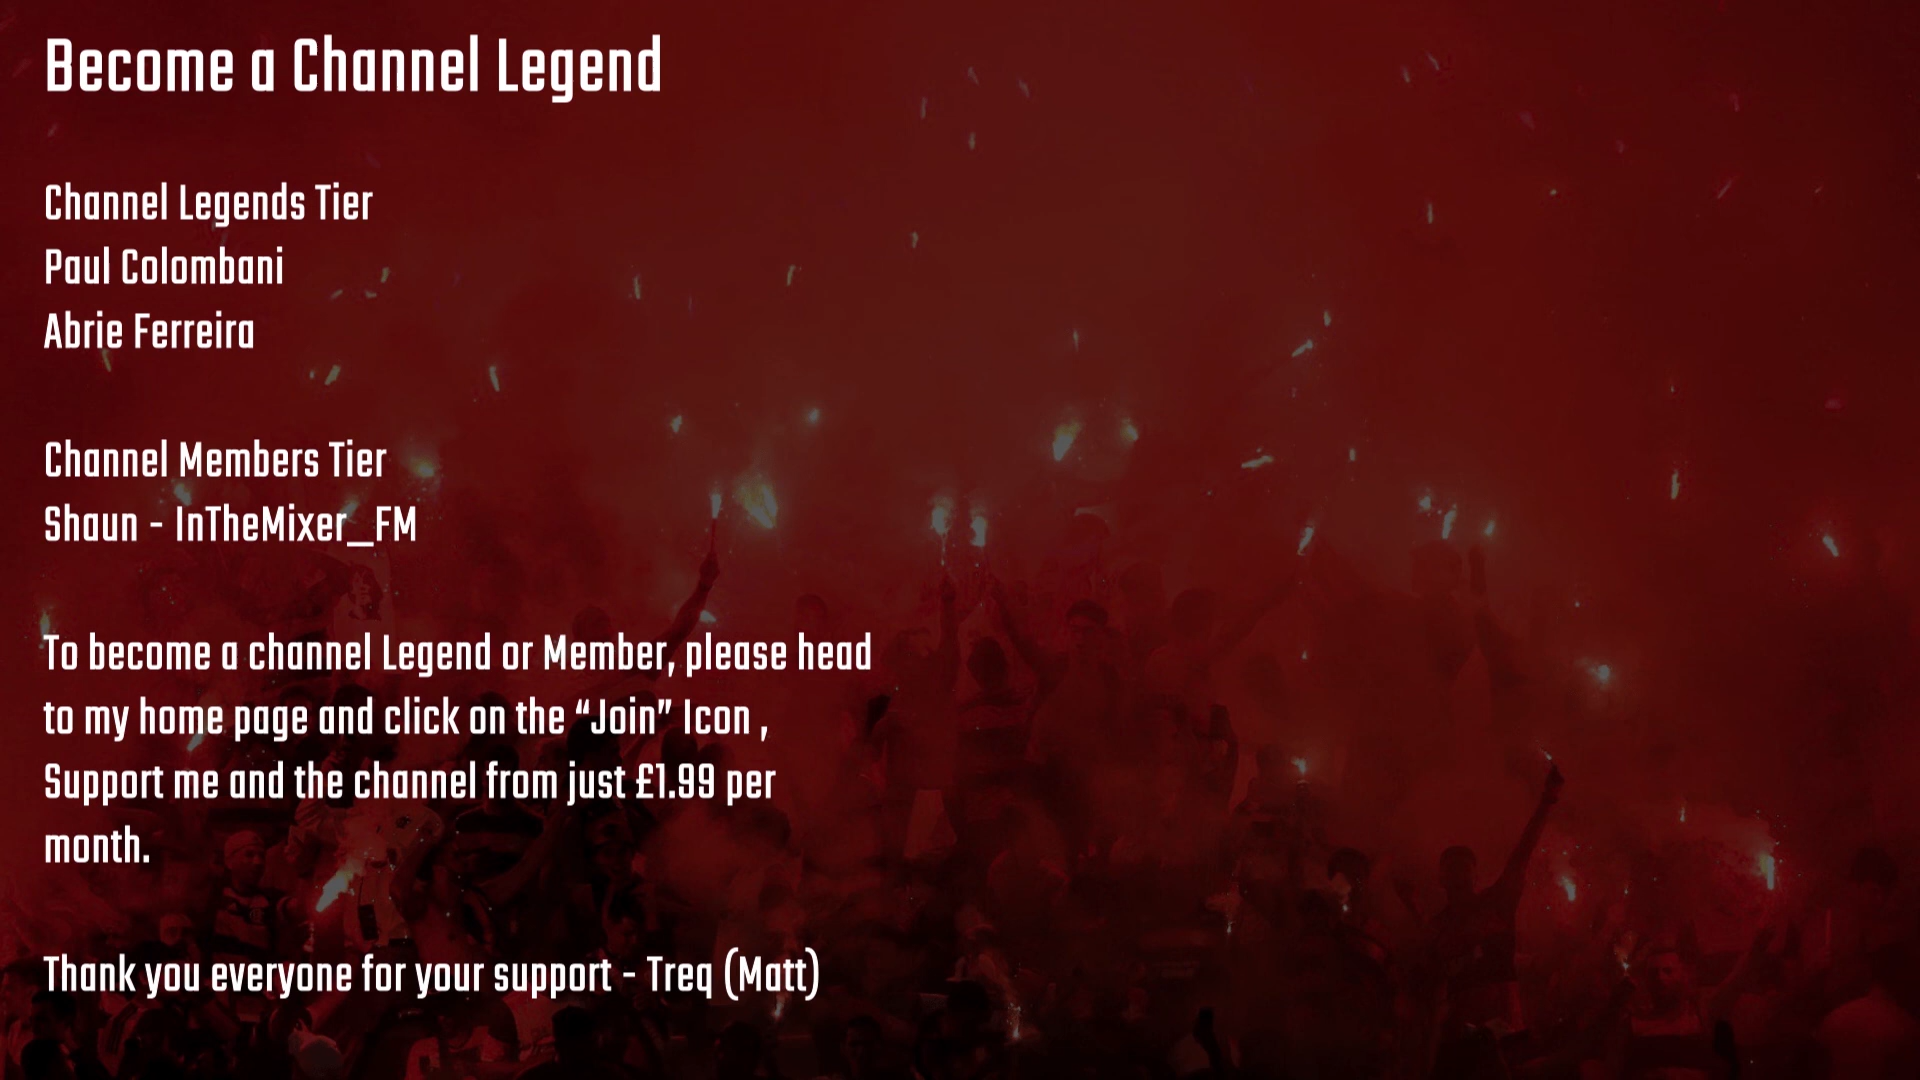 Become a Channel Legend
Channel Legends Tier
Paul Colombani
Abrie Ferreira
Channel Members Tier
Shaun - InTheMixer_FM
To become a channel Legend or Member, please head
to my home page and click on the “Join” Icon ,
Support me and the channel from just £1.99 per
month.
Thank you everyone for your support - Treq (Matt)